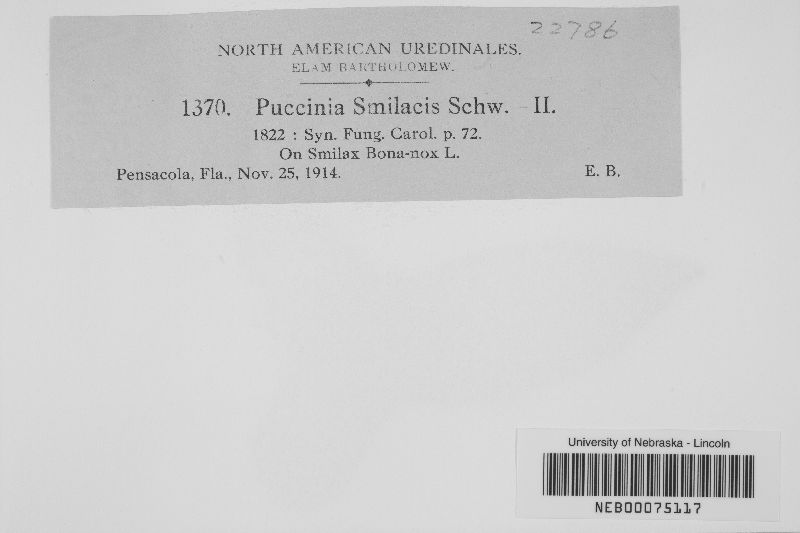 22786
NORTH AMERICAN UREDINALES.
ELAM BARTHOLOMEW.
1370. Puccinia Smilacis Schw. - II.
1822 : Syn. Fung. Carol. p. 72.
On Smilax Bona-nox L.
Pensacola, Fla., Nov. 25, 1914. E. B.
University of Nebraska - Lincoln
NEB00075117